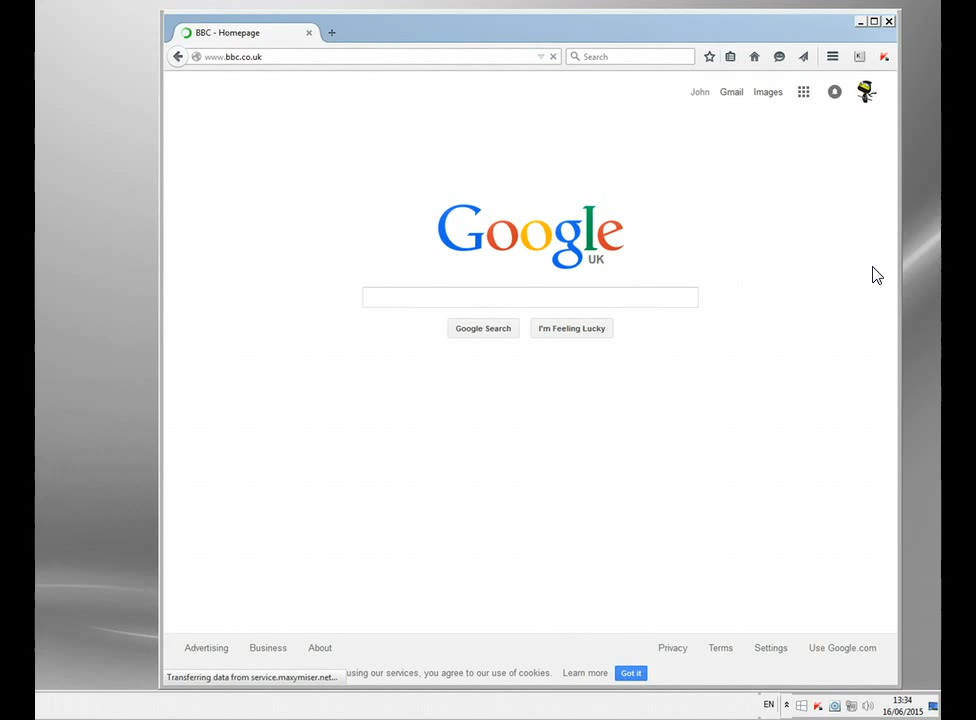 BBC - Homepage
www.bbc.co.uk
Search
John Gmail Images
Google
UK
Google Search I'm Feeling Lucky
Advertising Business About Privacy Terms Settings Use Google.com
using our services, you agree to our use of cookies. Learn more Got it
Transferring data from service.maxymiser.net...
EN
13:34
16/06/2015